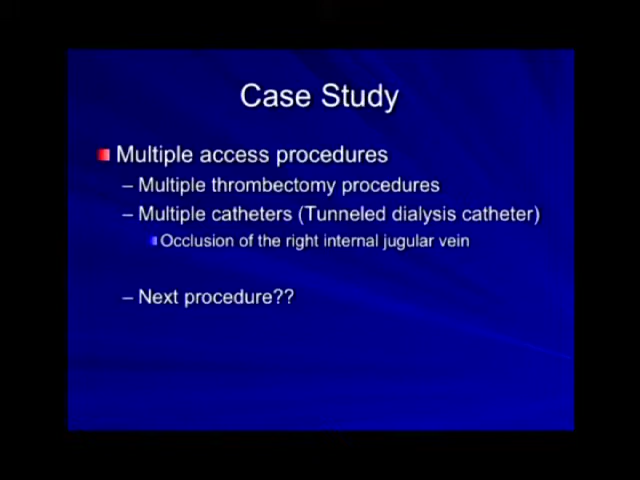 Case Study
Multiple access procedures
– Multiple thrombectomy procedures
– Multiple catheters (Tunneled dialysis catheter)
Occlusion of the right internal jugular vein
– Next procedure??